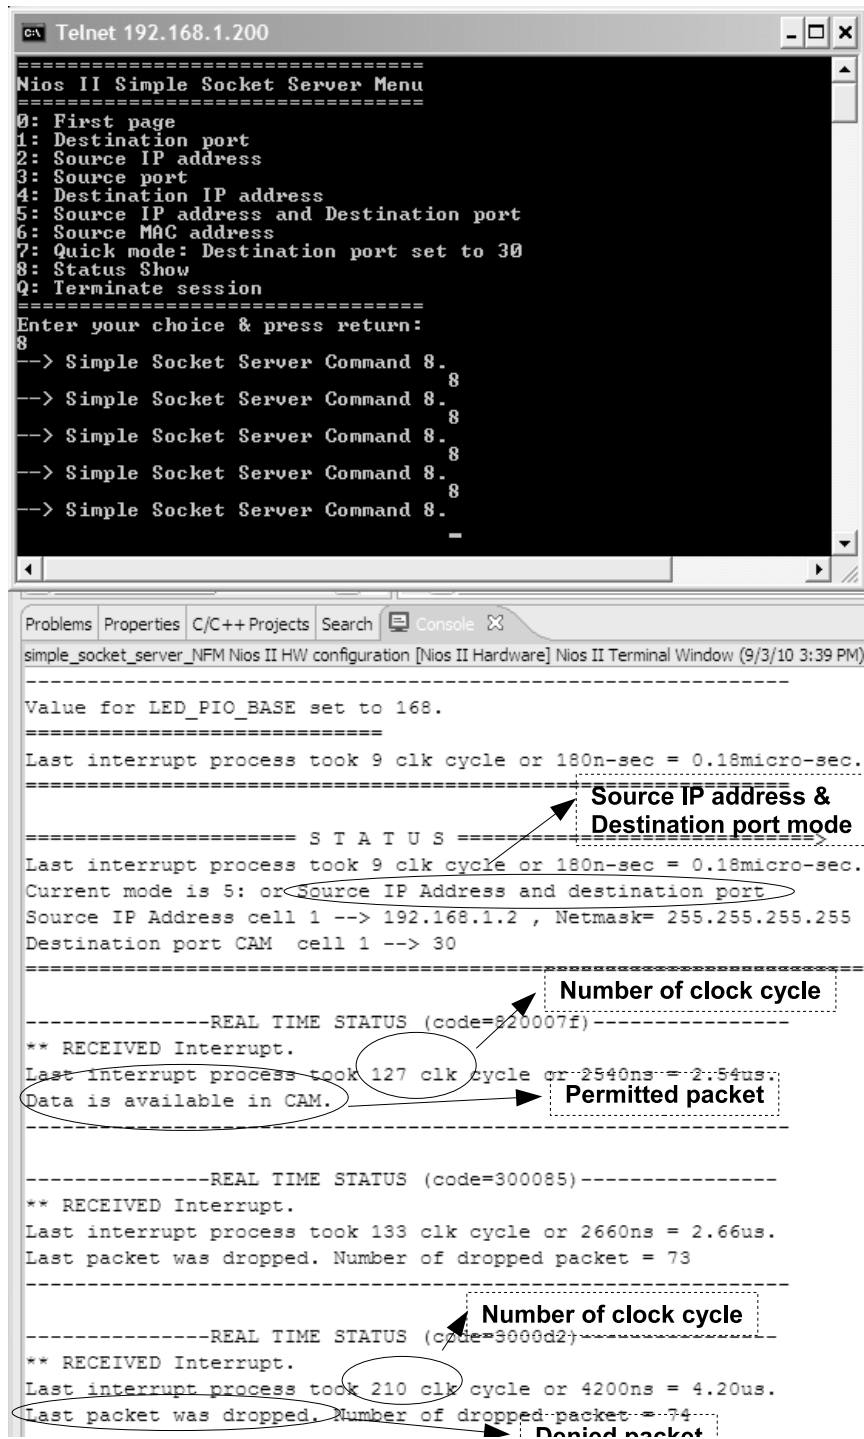 Telnet 192.168.1.200
=================================
Nios II Simple Socket Server Menu
=================================
0: First page
1: Destination port
2: Source IP address
3: Source port
4: Destination IP address
5: Source IP address and Destination port
6: Source MAC address
7: Quick mode: Destination port set to 30
8: Status Show
Q: Terminate session
=================================
Enter your choice & press return:
8
--> Simple Socket Server Command 8.
8
--> Simple Socket Server Command 8.
8
--> Simple Socket Server Command 8.
8
--> Simple Socket Server Command 8.
8
--> Simple Socket Server Command 8.
Problems Properties C/C++ Projects Search Console
simple_socket_server_NFM Nios II HW configuration [Nios II Hardware] Nios II Terminal Window (9/3/10 3:39 PM)
--------------------------------------------------------------
Value for LED_PIO_BASE set to 168.
=============================
Last interrupt process took 9 clk cycle or 180n-sec = 0.18micro-sec.
==============================================================
Source IP address &
Destination port mode
====================== S T A T U S =============================>
Last interrupt process took 9 clk cycle or 180n-sec = 0.18micro-sec.
Current mode is 5: or Source IP Address and destination port
Source IP Address cell 1 --> 192.168.1.2 , Netmask= 255.255.255.255
Destination port CAM cell 1 --> 30
====================================================================
Number of clock cycle
---------------REAL TIME STATUS (code=820007f)----------------
** RECEIVED Interrupt.
Last interrupt process took 127 clk cycle or 2540ns = 2.54us.
Data is available in CAM.
Permitted packet
--------------------------------------------------------------
---------------REAL TIME STATUS (code=300085)----------------
** RECEIVED Interrupt.
Last interrupt process took 133 clk cycle or 2660ns = 2.66us.
Last packet was dropped. Number of dropped packet = 73
--------------------------------------------------------------
Number of clock cycle
---------------REAL TIME STATUS (code=3000d2)----------------
** RECEIVED Interrupt.
Last interrupt process took 210 clk cycle or 4200ns = 4.20us.
Last packet was dropped. Number of dropped packet = 74
Denied packet